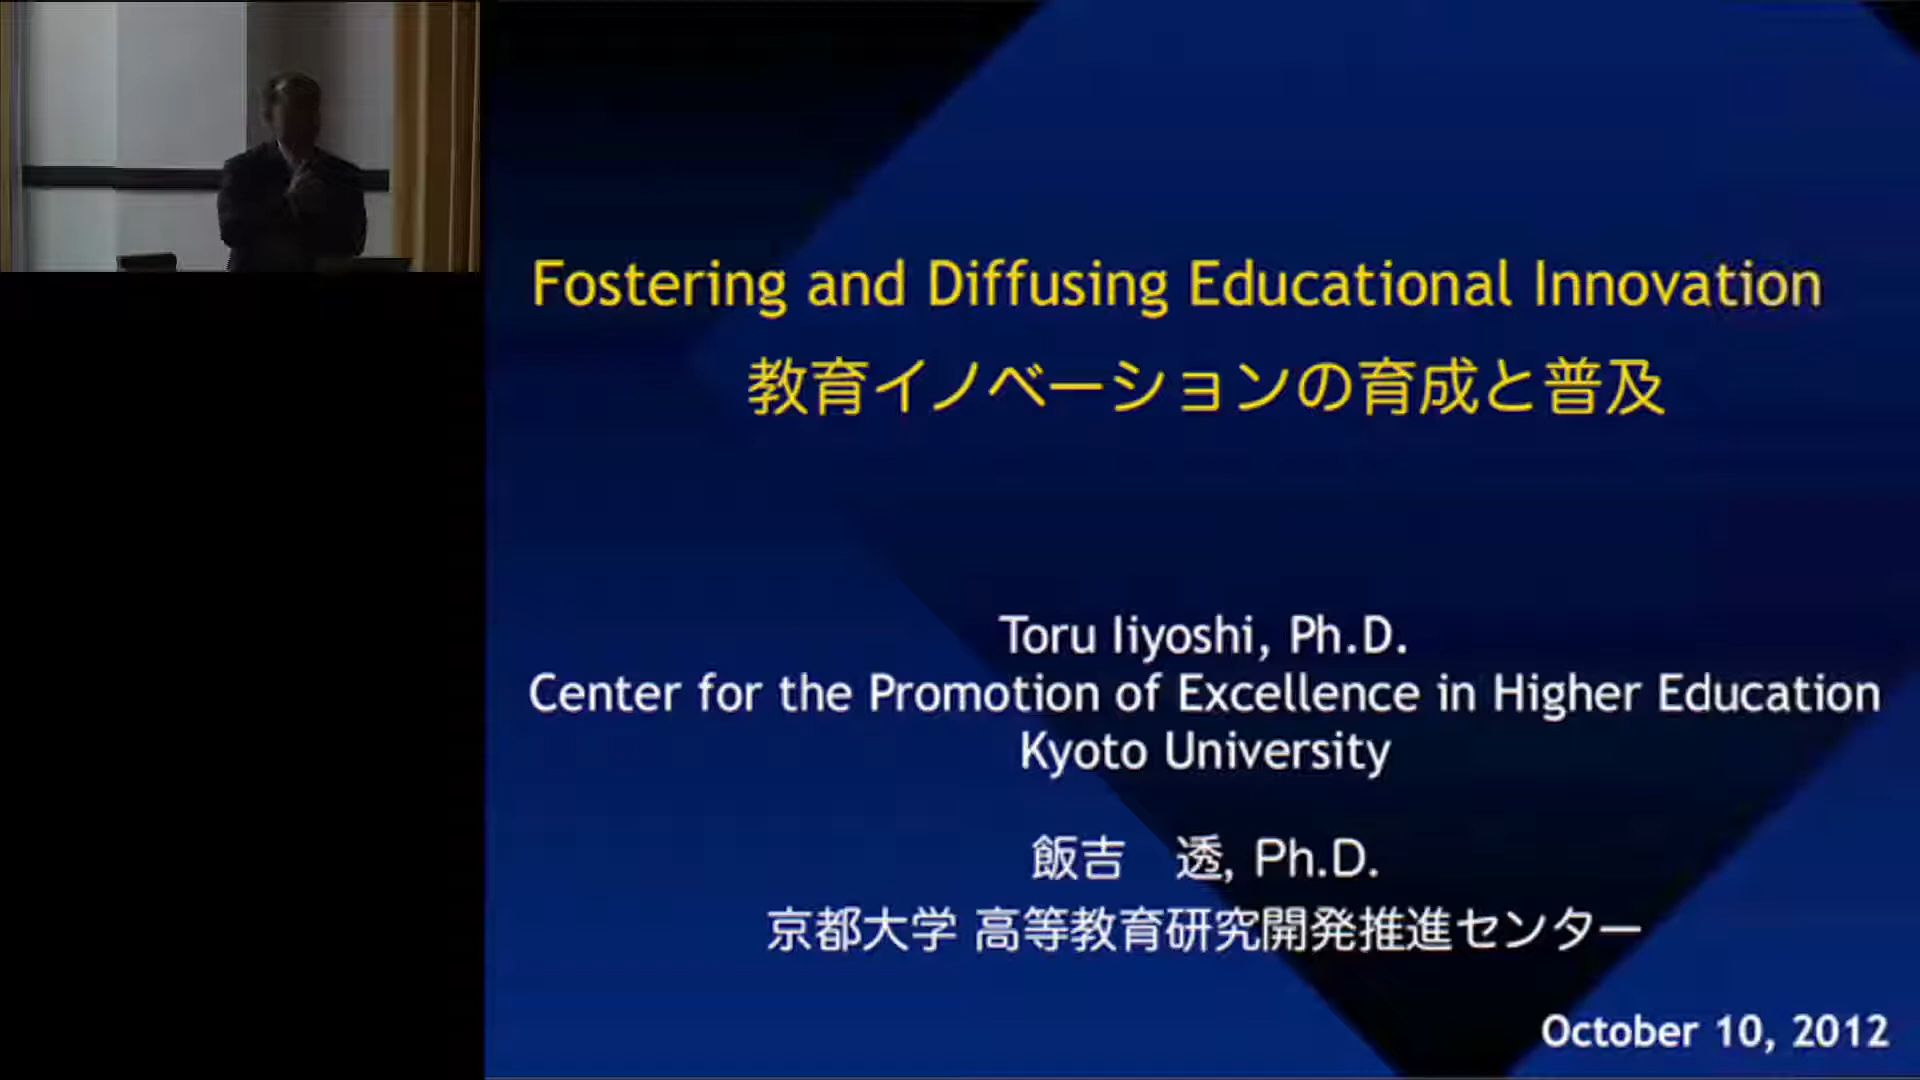 Fostering and Diffusing Educational Innovation
教育イノベーションの育成と普及
Toru Iiyoshi, Ph.D.
Center for the Promotion of Excellence in Higher Education
Kyoto University
飯吉　透, Ph.D.
京都大学 高等教育研究開発推進センター
October 10, 2012